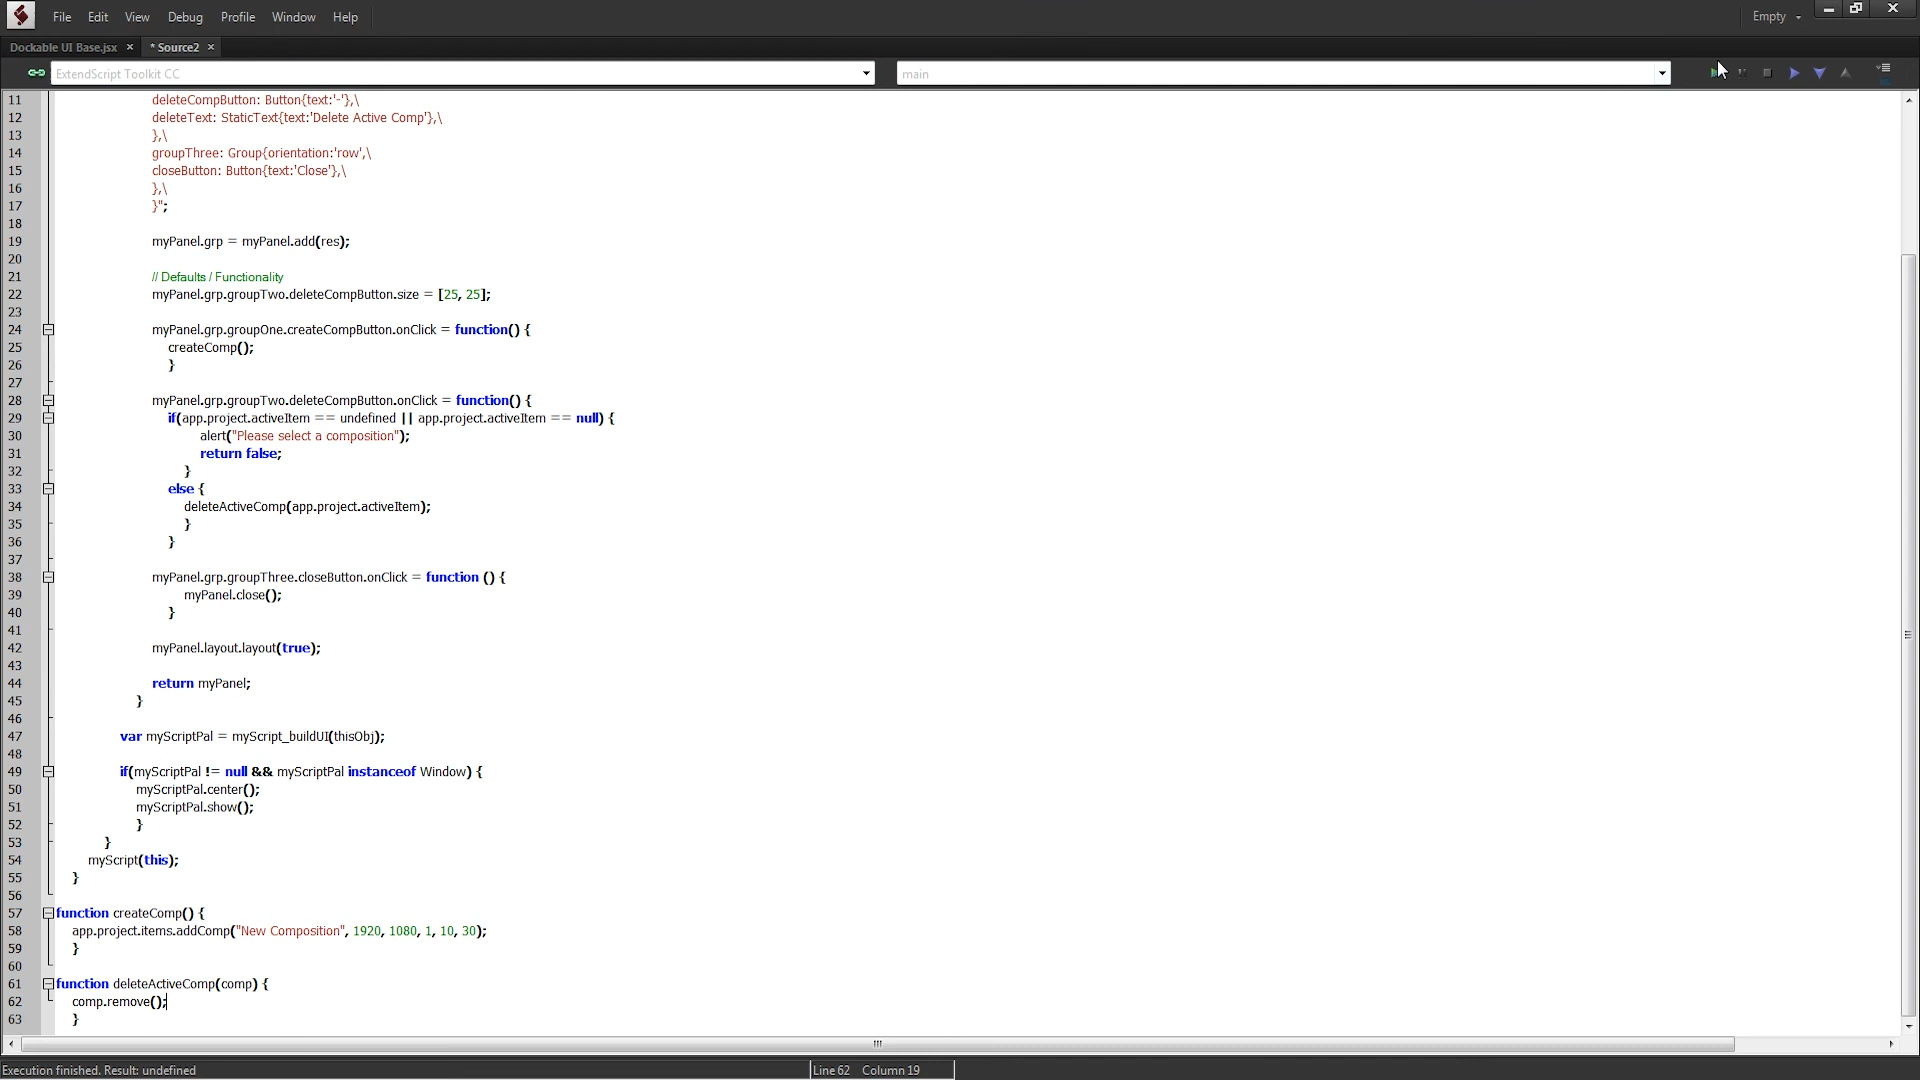 File Edit View Debug Profile Window Help Empty
Dockable UI Base.jsx * Source2
ExtendScript Toolkit CC main
11 deleteCompButton: Button{text:'-'},\
12 deleteText: StaticText{text:'Delete Active Comp'},\
13 },\
14 groupThree: Group{orientation:'row',\
15 closeButton: Button{text:'Close'},\
16 },\
17 }";
18
19 myPanel.grp = myPanel.add(res);
20
21 // Defaults / Functionality
22 myPanel.grp.groupTwo.deleteCompButton.size = [25, 25];
23
24 myPanel.grp.groupOne.createCompButton.onClick = function() {
25 createComp();
26 }
27
28 myPanel.grp.groupTwo.deleteCompButton.onClick = function() {
29 if(app.project.activeItem == undefined || app.project.activeItem == null) {
30 alert("Please select a composition");
31 return false;
32 }
33 else {
34 deleteActiveComp(app.project.activeItem);
35 }
36 }
37
38 myPanel.grp.groupThree.closeButton.onClick = function () {
39 myPanel.close();
40 }
41
42 myPanel.layout.layout(true);
43
44 return myPanel;
45 }
46
47 var myScriptPal = myScript_buildUI(thisObj);
48
49 if(myScriptPal != null && myScriptPal instanceof Window) {
50 myScriptPal.center();
51 myScriptPal.show();
52 }
53 }
54 myScript(this);
55 }
56
57 function createComp() {
58 app.project.items.addComp("New Composition", 1920, 1080, 1, 10, 30);
59 }
60
61 function deleteActiveComp(comp) {
62 comp.remove();
63 }
Execution finished. Result: undefined Line 62 Column 19